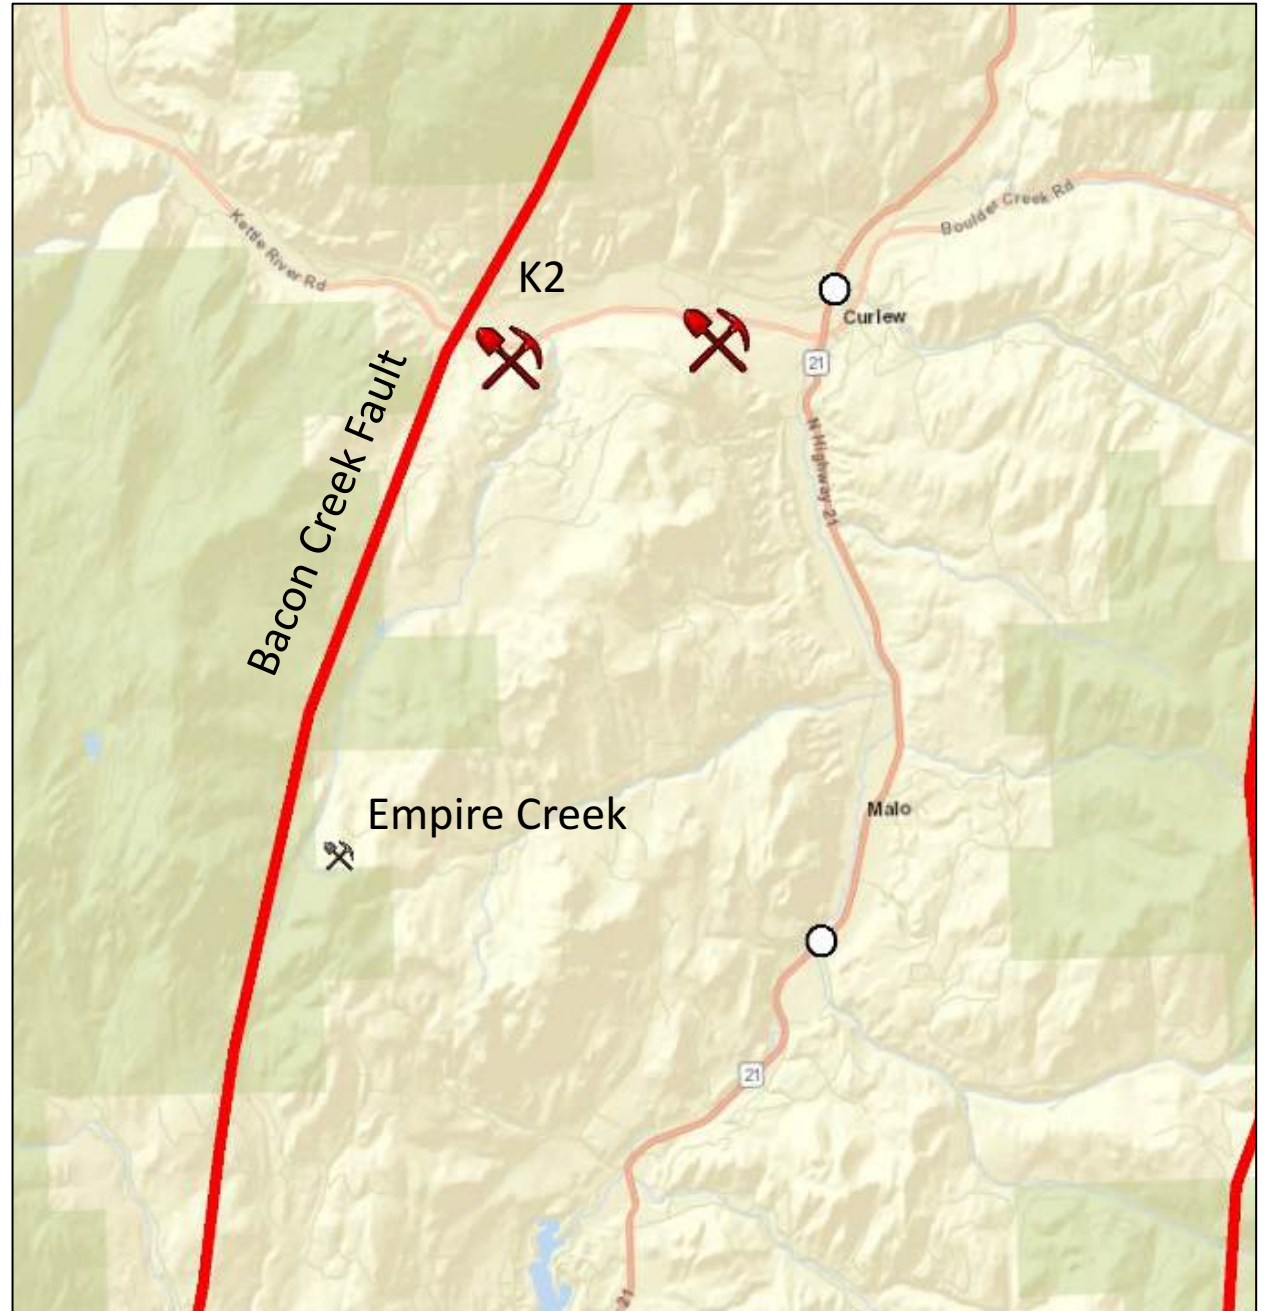 Kettle River Rd
Boulder Creek Rd
K2
Curlew
21
Bacon Creek Fault
N Highway 21
Empire Creek
Malo
21
21